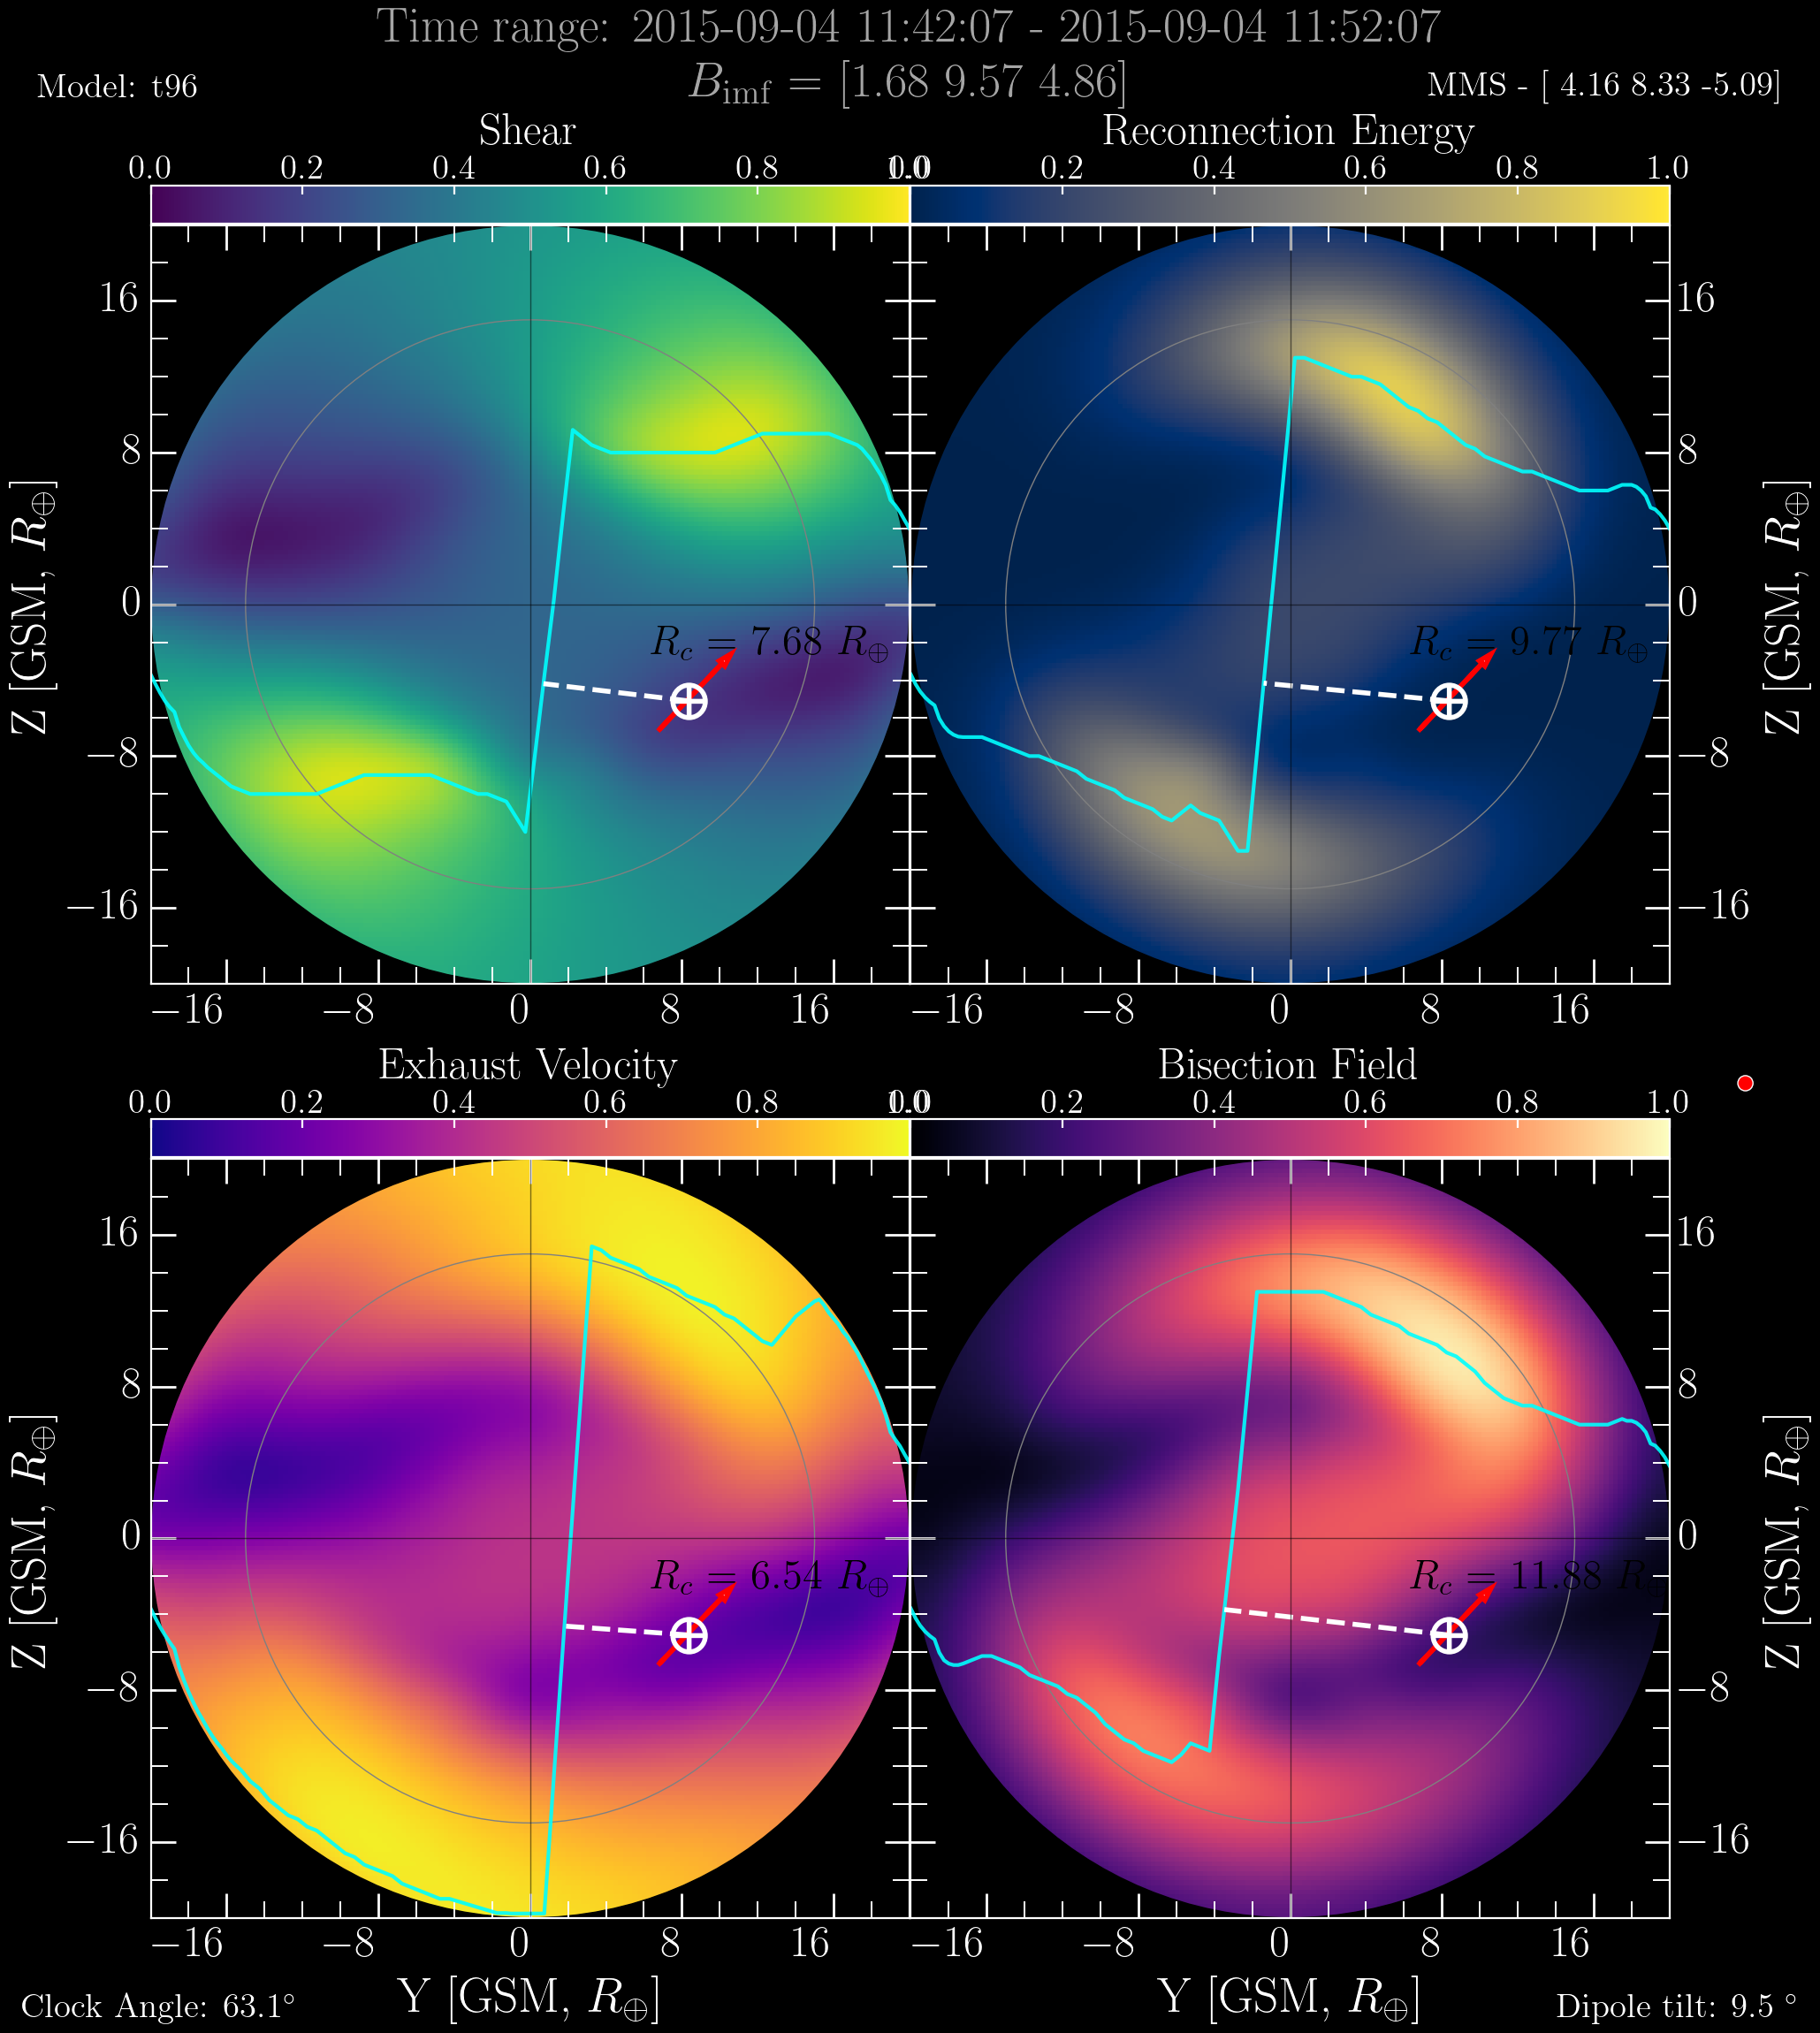 Time range: 2015-09-04 11:42:07 - 2015-09-04 11:52:07
Model: t96
B_imf = [1.68 9.57 4.86]
MMS - [ 4.16 8.33 -5.09]
Shear
Reconnection Energy
0.0 0.2 0.4 0.6 0.8 1.0
0.0 0.2 0.4 0.6 0.8 1.0
16
8
0
−8
−16
Z [GSM, R⊕]
R_c = 7.68 R⊕
R_c = 9.77 R⊕
16
8
0
−8
−16
Z [GSM, R⊕]
−16 −8 0 8 16
−16 −8 0 8 16
Exhaust Velocity
Bisection Field
0.0 0.2 0.4 0.6 0.8 1.0
0.0 0.2 0.4 0.6 0.8 1.0
16
8
0
−8
−16
Z [GSM, R⊕]
R_c = 6.54 R⊕
R_c = 11.88 R⊕
16
8
0
−8
−16
Z [GSM, R⊕]
−16 −8 0 8 16
−16 −8 0 8 16
Y [GSM, R⊕]
Y [GSM, R⊕]
Clock Angle: 63.1°
Dipole tilt: 9.5 °